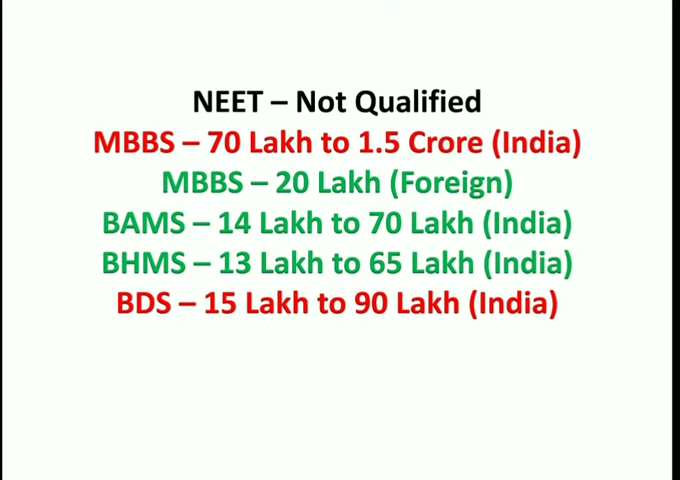 NEET – Not Qualified
MBBS – 70 Lakh to 1.5 Crore (India)
MBBS – 20 Lakh (Foreign)
BAMS – 14 Lakh to 70 Lakh (India)
BHMS – 13 Lakh to 65 Lakh (India)
BDS – 15 Lakh to 90 Lakh (India)